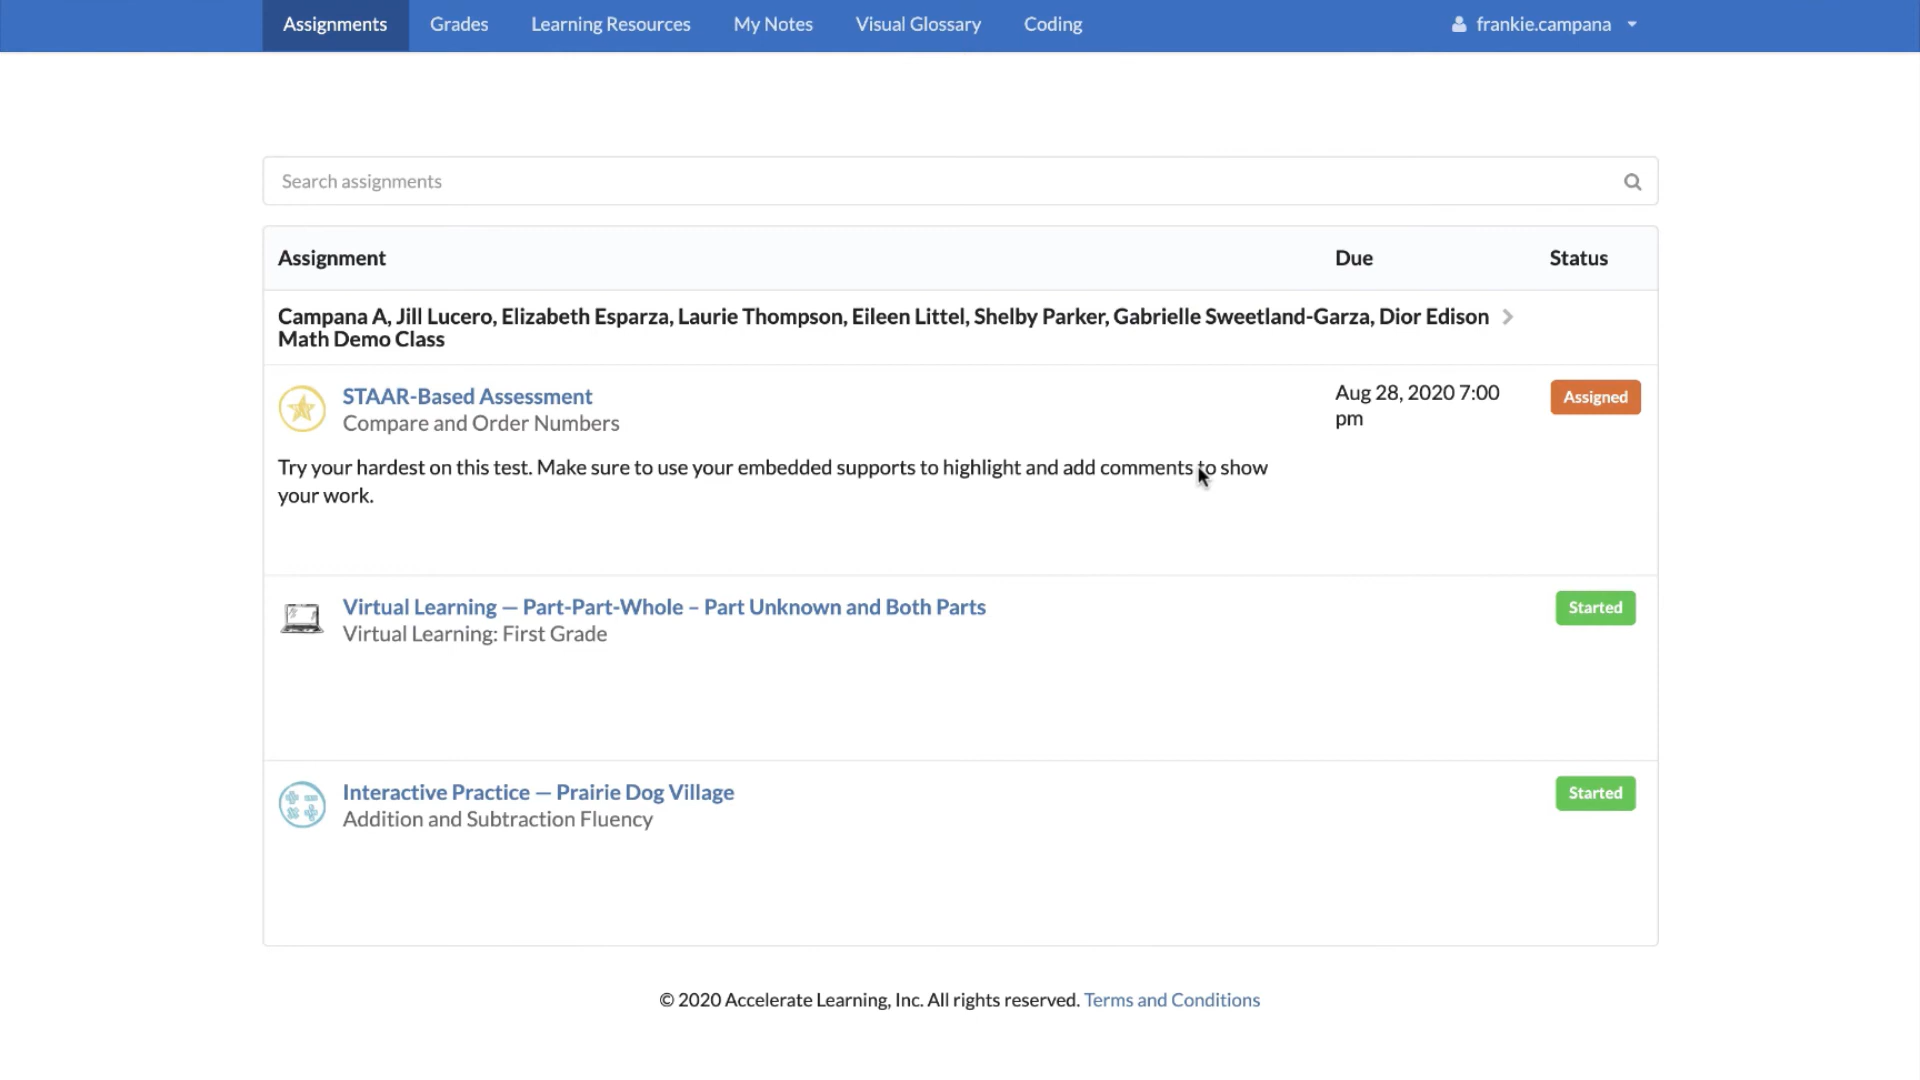 Assignments Grades Learning Resources My Notes Visual Glossary Coding frankie.campana
Search assignments
Assignment Due Status
Campana A, Jill Lucero, Elizabeth Esparza, Laurie Thompson, Eileen Littel, Shelby Parker, Gabrielle Sweetland-Garza, Dior Edison
Math Demo Class
STAAR-Based Assessment
Compare and Order Numbers
Aug 28, 2020 7:00
pm
Assigned
Try your hardest on this test. Make sure to use your embedded supports to highlight and add comments to show
your work.
Virtual Learning — Part-Part-Whole – Part Unknown and Both Parts
Virtual Learning: First Grade
Started
Interactive Practice — Prairie Dog Village
Addition and Subtraction Fluency
Started
© 2020 Accelerate Learning, Inc. All rights reserved. Terms and Conditions